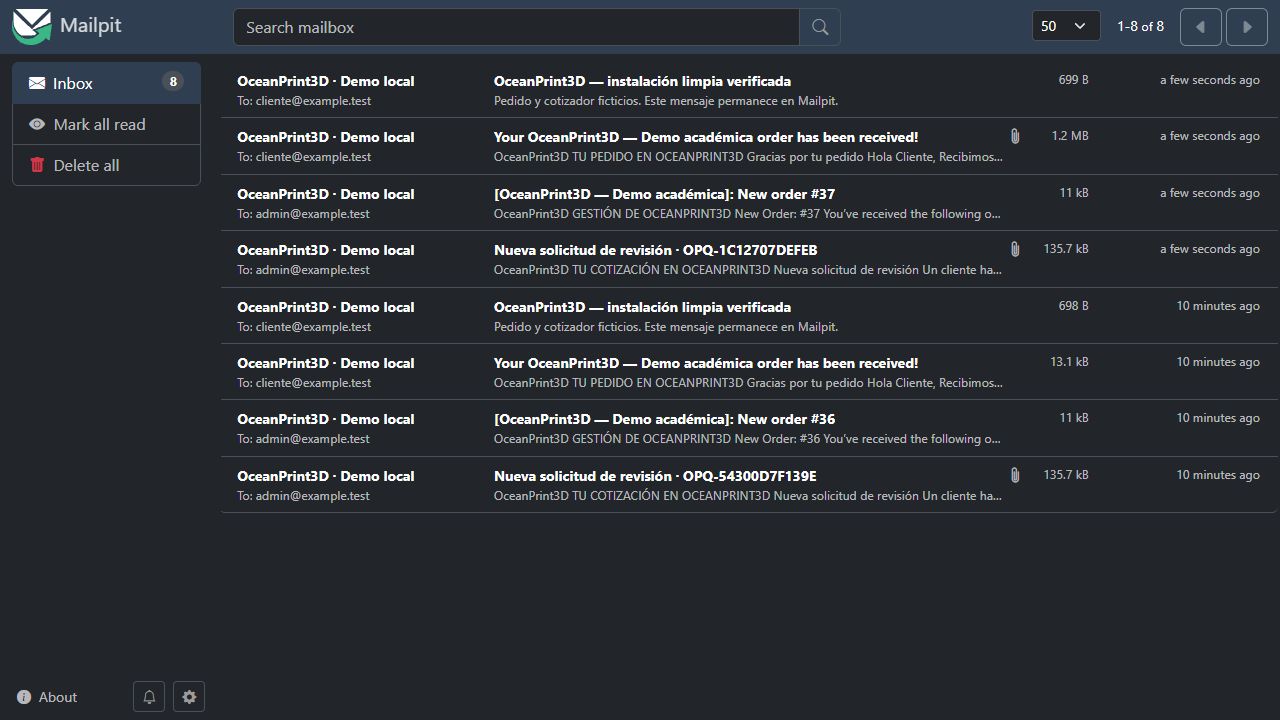 Mailpit
Search mailbox
50
1-8 of 8
Inbox 8
Mark all read
Delete all
OceanPrint3D · Demo local
To: cliente@example.test
OceanPrint3D — instalación limpia verificada
Pedido y cotizador ficticios. Este mensaje permanece en Mailpit.
699 B
a few seconds ago
OceanPrint3D · Demo local
To: cliente@example.test
Your OceanPrint3D — Demo académica order has been received!
OceanPrint3D TU PEDIDO EN OCEANPRINT3D Gracias por tu pedido Hola Cliente, Recibimos...
1.2 MB
a few seconds ago
OceanPrint3D · Demo local
To: admin@example.test
[OceanPrint3D — Demo académica]: New order #37
OceanPrint3D GESTIÓN DE OCEANPRINT3D New Order: #37 You've received the following o...
11 kB
a few seconds ago
OceanPrint3D · Demo local
To: admin@example.test
Nueva solicitud de revisión · OPQ-1C12707DEFEB
OceanPrint3D TU COTIZACIÓN EN OCEANPRINT3D Nueva solicitud de revisión Un cliente ha...
135.7 kB
a few seconds ago
OceanPrint3D · Demo local
To: cliente@example.test
OceanPrint3D — instalación limpia verificada
Pedido y cotizador ficticios. Este mensaje permanece en Mailpit.
698 B
10 minutes ago
OceanPrint3D · Demo local
To: cliente@example.test
Your OceanPrint3D — Demo académica order has been received!
OceanPrint3D TU PEDIDO EN OCEANPRINT3D Gracias por tu pedido Hola Cliente, Recibimos...
13.1 kB
10 minutes ago
OceanPrint3D · Demo local
To: admin@example.test
[OceanPrint3D — Demo académica]: New order #36
OceanPrint3D GESTIÓN DE OCEANPRINT3D New Order: #36 You've received the following o...
11 kB
10 minutes ago
OceanPrint3D · Demo local
To: admin@example.test
Nueva solicitud de revisión · OPQ-54300D7F139E
OceanPrint3D TU COTIZACIÓN EN OCEANPRINT3D Nueva solicitud de revisión Un cliente ha...
135.7 kB
10 minutes ago
About